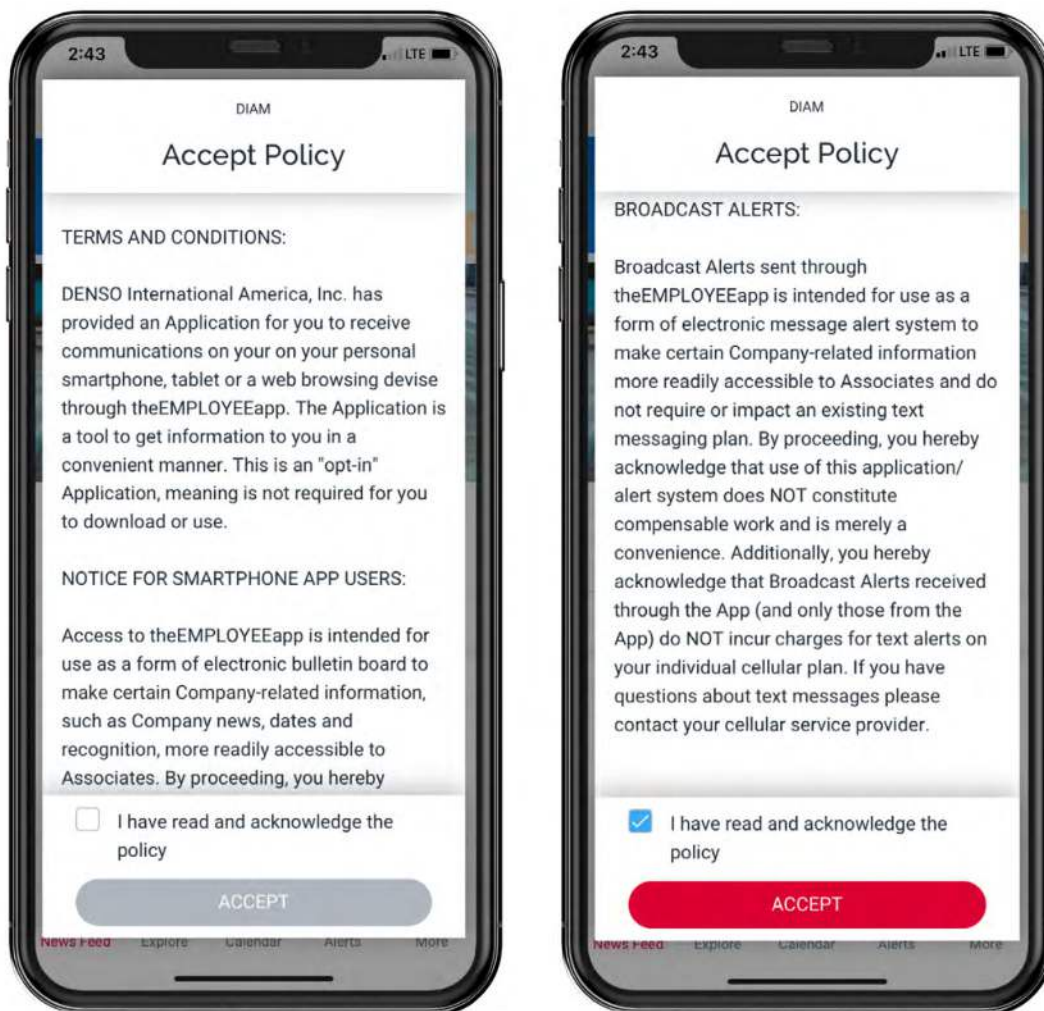 2:43
LTE
DIAM
Accept Policy
TERMS AND CONDITIONS:
DENSO International America, Inc. has
provided an Application for you to receive
communications on your on your personal
smartphone, tablet or a web browsing devise
through theEMPLOYEEapp. The Application is
a tool to get information to you in a
convenient manner. This is an "opt-in"
Application, meaning is not required for you
to download or use.
NOTICE FOR SMARTPHONE APP USERS:
Access to theEMPLOYEEapp is intended for
use as a form of electronic bulletin board to
make certain Company-related information,
such as Company news, dates and
recognition, more readily accessible to
Associates. By proceeding, you hereby
I have read and acknowledge the
policy
ACCEPT
News Feed Explore Calendar Alerts More
2:43
LTE
DIAM
Accept Policy
BROADCAST ALERTS:
Broadcast Alerts sent through
theEMPLOYEEapp is intended for use as a
form of electronic message alert system to
make certain Company-related information
more readily accessible to Associates and do
not require or impact an existing text
messaging plan. By proceeding, you hereby
acknowledge that use of this application/
alert system does NOT constitute
compensable work and is merely a
convenience. Additionally, you hereby
acknowledge that Broadcast Alerts received
through the App (and only those from the
App) do NOT incur charges for text alerts on
your individual cellular plan. If you have
questions about text messages please
contact your cellular service provider.
I have read and acknowledge the
policy
ACCEPT
News Feed Explore Calendar Alerts More